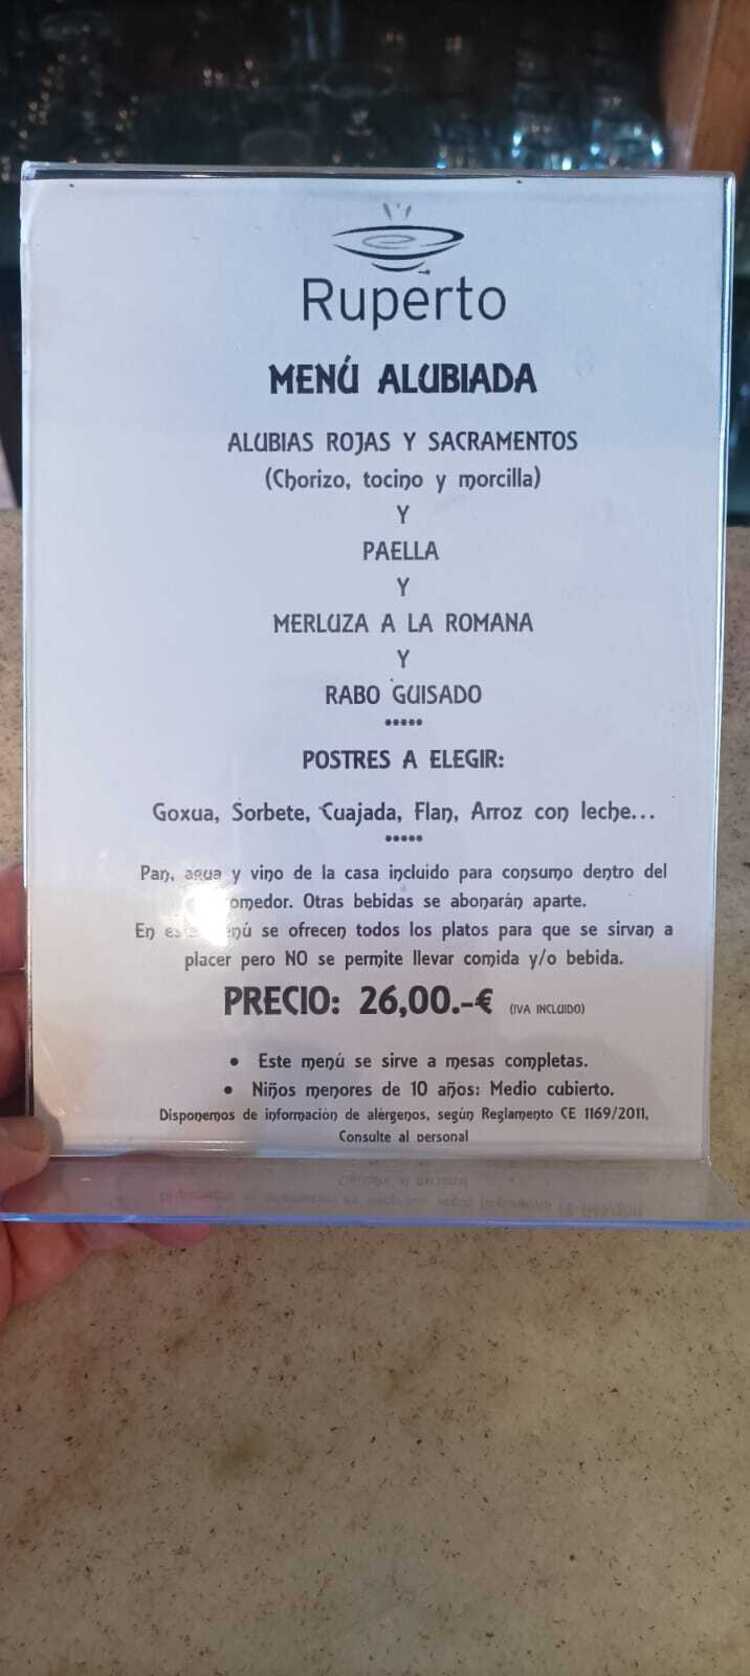 Ruperto
MENÚ ALUBIADA
ALUBIAS ROJAS Y SACRAMENTOS
(Chorizo, tocino y morcilla)
Y
PAELLA
Y
MERLUZA A LA ROMANA
Y
RABO GUISADO
*****
POSTRES A ELEGIR:
Goxua, Sorbete, Cuajada, Flan, Arroz con leche...
*****
Pan, agua y vino de la casa incluido para consumo dentro del
comedor. Otras bebidas se abonarán aparte.
En este menú se ofrecen todos los platos para que se sirvan a
placer pero NO se permite llevar comida y/o bebida.
PRECIO: 26,00.-€ (IVA INCLUIDO)
• Este menú se sirve a mesas completas.
• Niños menores de 10 años: Medio cubierto.
Disponemos de información de alérgenos, según Reglamento CE 1169/2011,
Consulte al personal